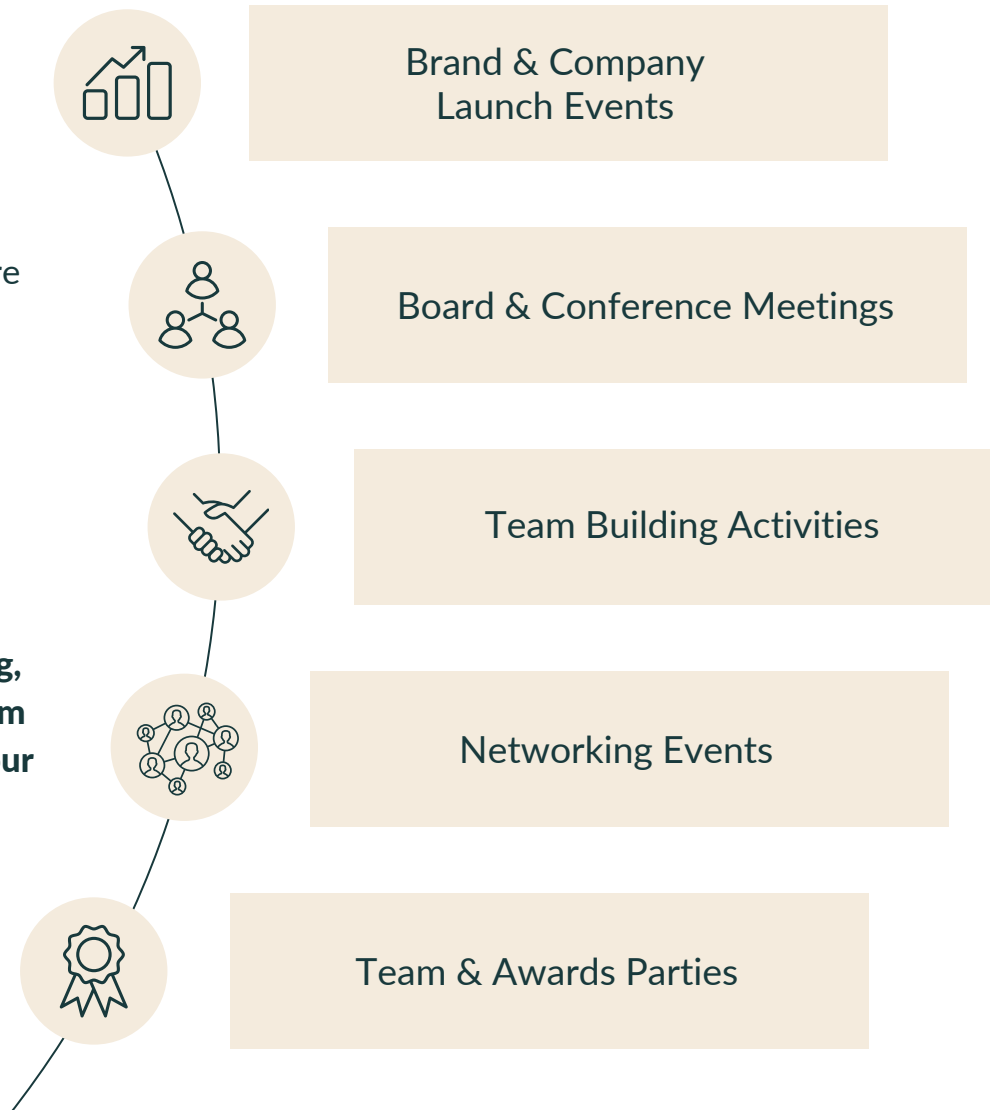 Brand & Company
Launch Events
Board & Conference Meetings
Team Building Activities
Networking Events
Team & Awards Parties